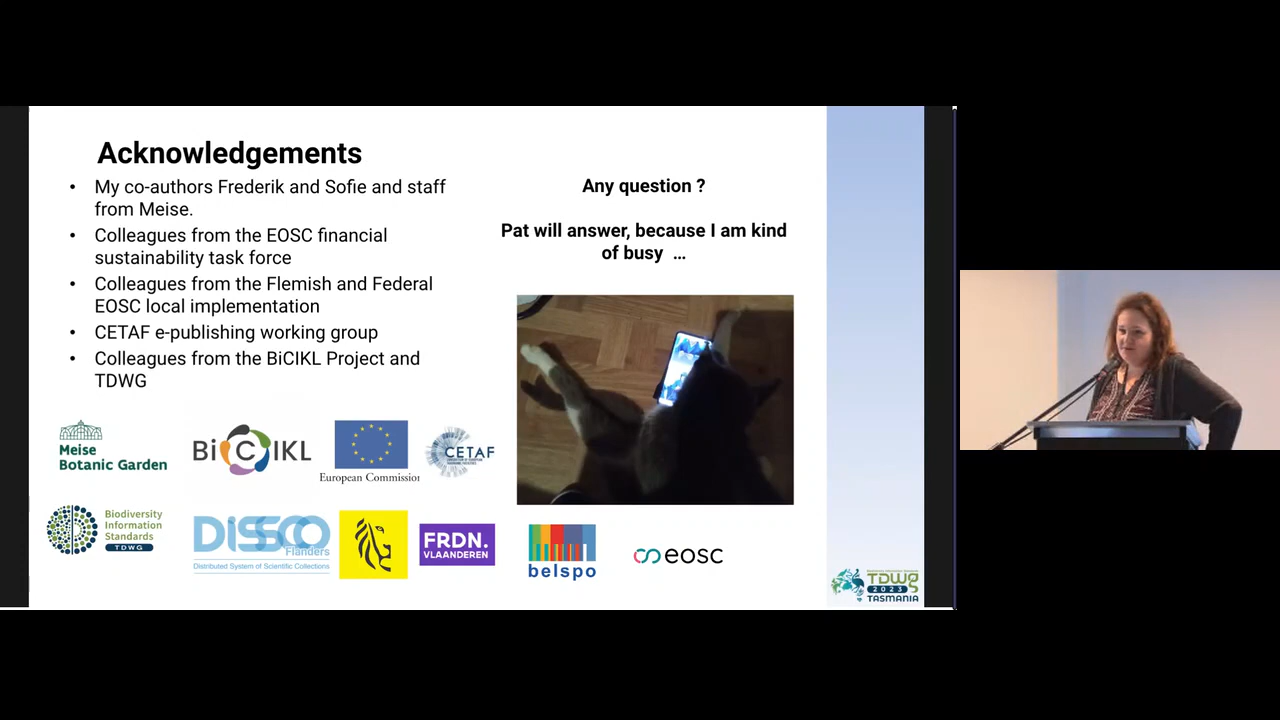 Acknowledgements
• My co-authors Frederik and Sofie and staff
from Meise.
• Colleagues from the EOSC financial
sustainability task force
• Colleagues from the Flemish and Federal
EOSC local implementation
• CETAF e-publishing working group
• Colleagues from the BiCIKL Project and
TDWG
Any question ?
Pat will answer, because I am kind
of busy ...
Meise
Botanic Garden
BiCIKL
European Commission
CETAF
Biodiversity
Information
Standards
TDWG
DiSSCo
Flanders
Distributed System of Scientific Collections
FRDN.
VLAANDEREN
belspo
eosc
TDWG
2023
TASMANIA